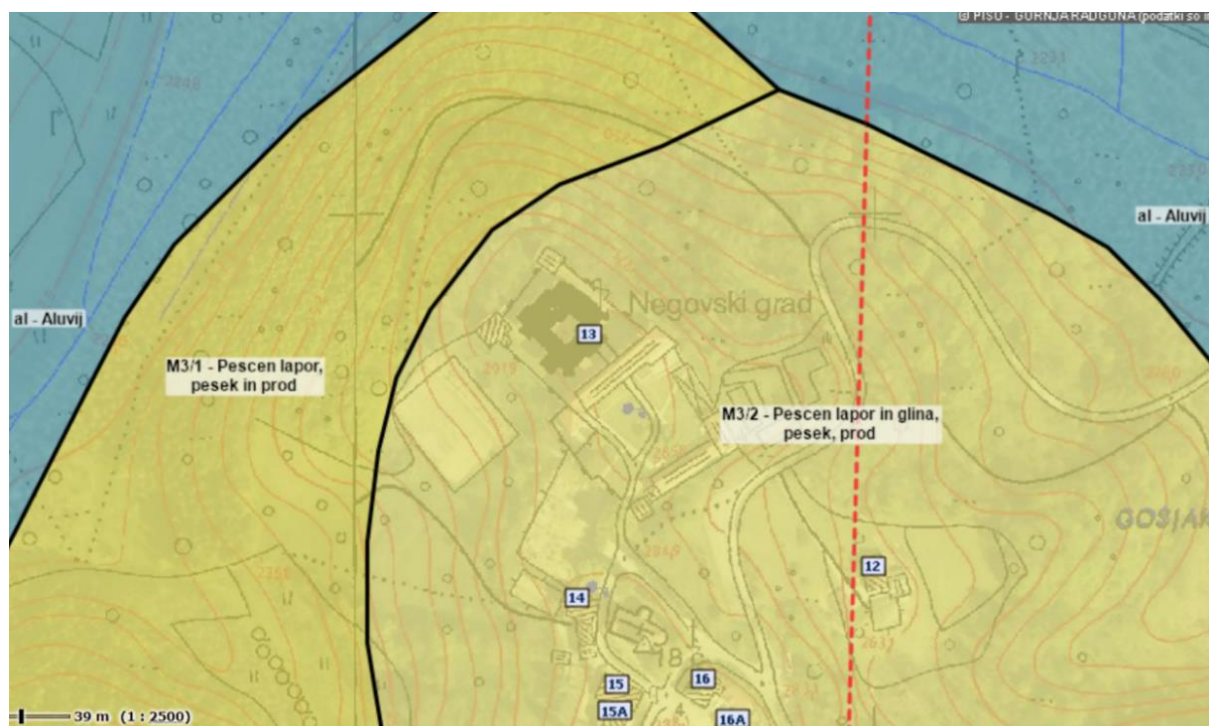 © PISO - GORNJA RADGONA (podatki so in
al - Aluvij
Negovski grad
13
al - Aluvij
M3/1 - Pescen lapor,
pesek in prod
M3/2 - Pescen lapor in glina,
pesek, prod
GOSJAK
12
14
15
16
15A
16A
39 m (1 : 2500)